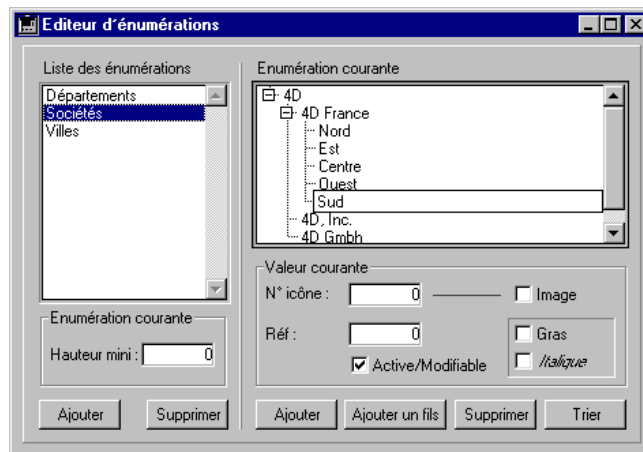 Editeur d'énumérations
Liste des énumérations
Départements
Sociétés
Villes
Enumération courante
Hauteur mini :
0
Ajouter
Supprimer
Enumération courante
4D
4D France
Nord
Est
Centre
Ouest
Sud
4D, Inc.
4D Gmbh
Valeur courante
N° icône :
0
Image
Réf :
0
Gras
Active/Modifiable
Italique
Ajouter
Ajouter un fils
Supprimer
Trier